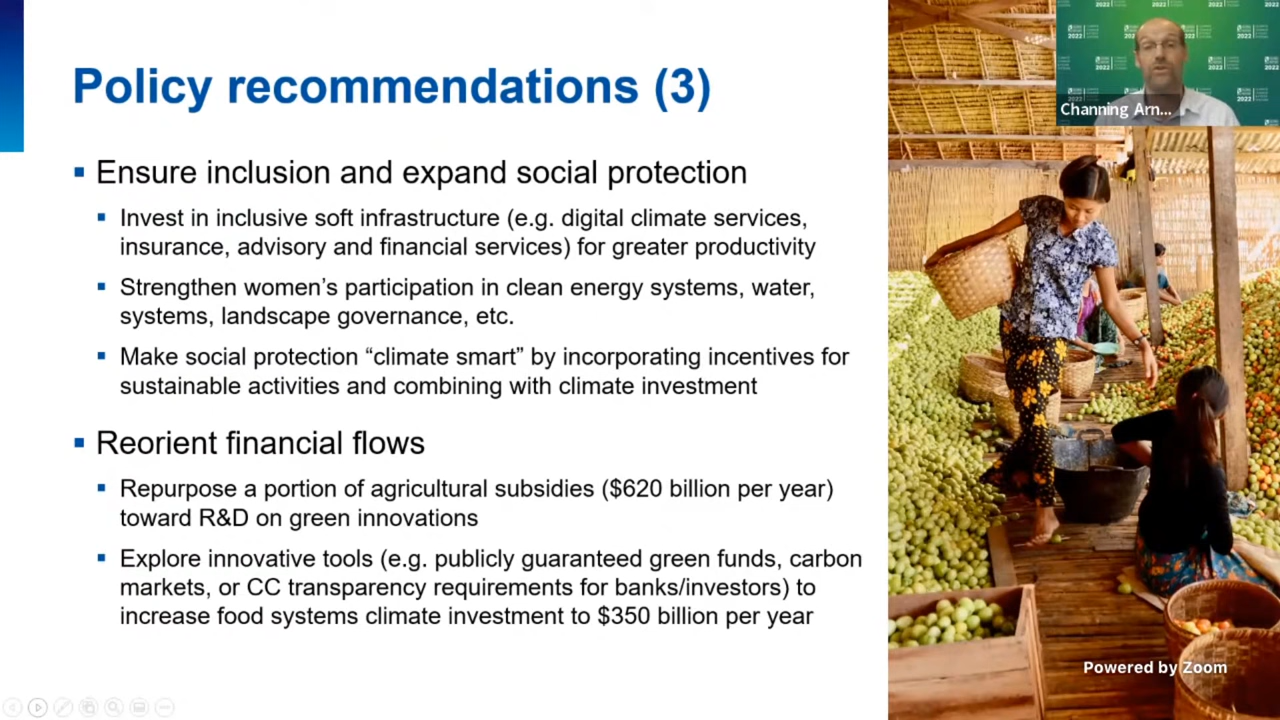 Policy recommendations (3)
▪ Ensure inclusion and expand social protection
▪ Invest in inclusive soft infrastructure (e.g. digital climate services,
insurance, advisory and financial services) for greater productivity
▪ Strengthen women’s participation in clean energy systems, water,
systems, landscape governance, etc.
▪ Make social protection “climate smart” by incorporating incentives for
sustainable activities and combining with climate investment
▪ Reorient financial flows
▪ Repurpose a portion of agricultural subsidies ($620 billion per year)
toward R&D on green innovations
▪ Explore innovative tools (e.g. publicly guaranteed green funds, carbon
markets, or CC transparency requirements for banks/investors) to
increase food systems climate investment to $350 billion per year
Channing Arn...
Powered by Zoom